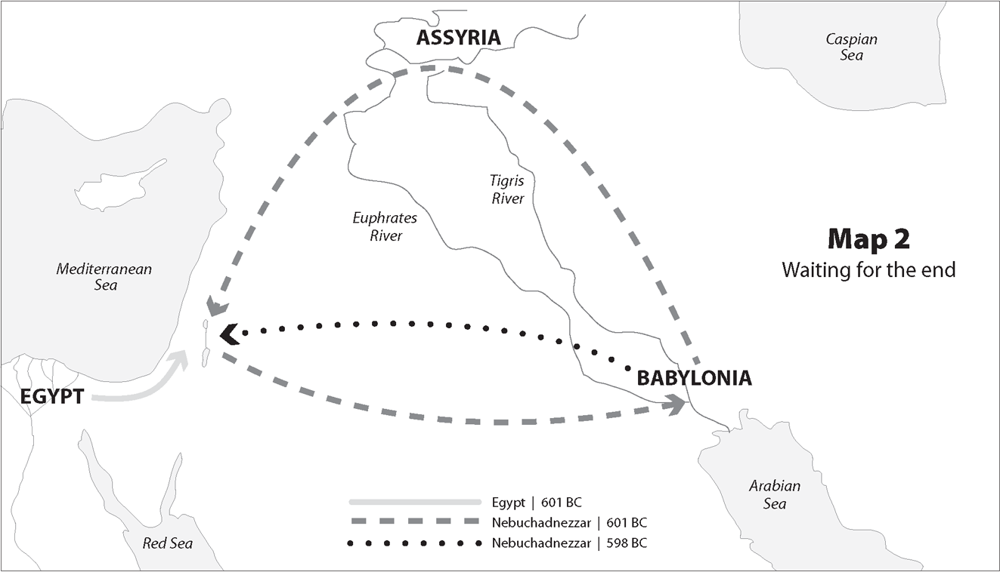 ASSYRIA
Caspian
Sea
Tigris
River
Euphrates
River
Map 2
Waiting for the end
Mediterranean
Sea
BABYLONIA
EGYPT
Arabian
Sea
Red Sea
Egypt | 601 BC
Nebuchadnezzar | 601 BC
Nebuchadnezzar | 598 BC